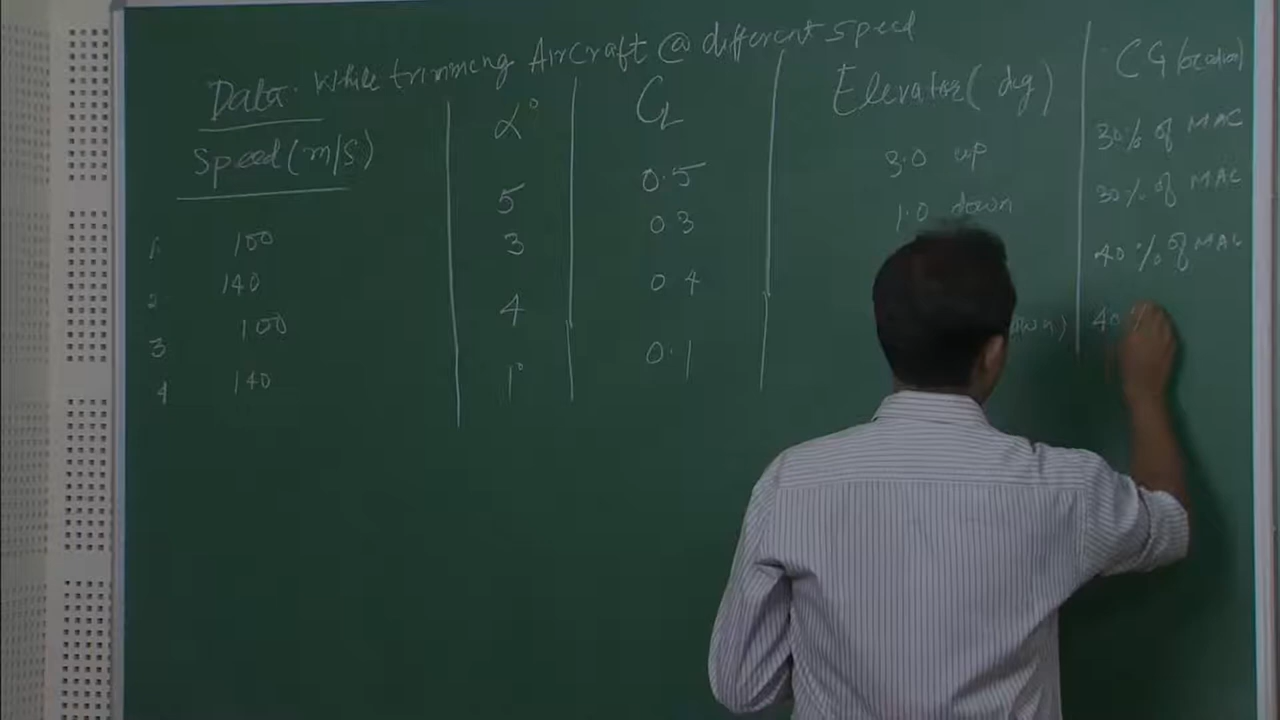 Data. While trimming Aircraft @ different speed
Speed (m/s) α° CL Elevator (deg) CG location
1. 100 5 0.5 3.0 up 30% of MAC
2 140 3 0.3 1.0 down 30% of MAC
3 100 4 0.4 40% of MAC
4 140 1° 0.1 40 %